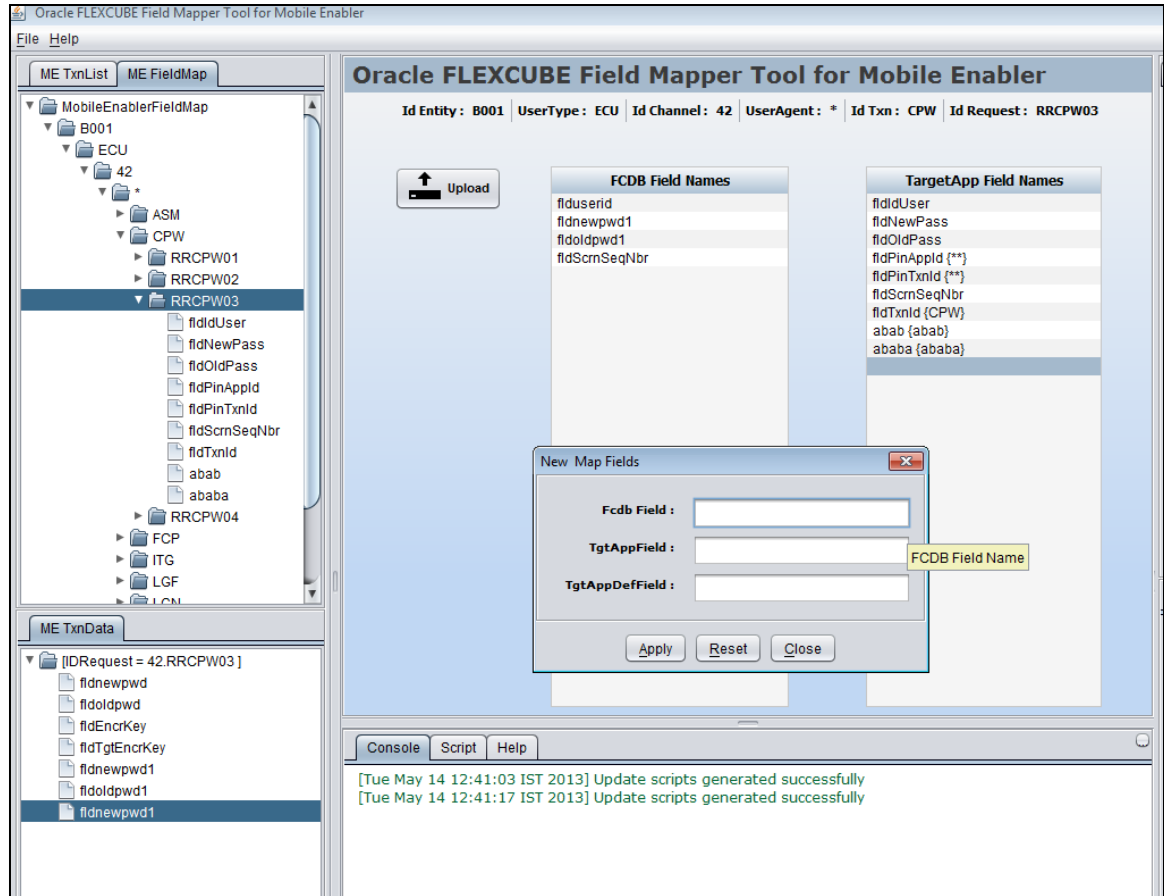 Oracle FLEXCUBE Field Mapper Tool for Mobile Enabler
File Help
ME TxnList ME FieldMap
MobileEnablerFieldMap
B001
ECU
42
*
ASM
CPW
RRCPW01
RRCPW02
RRCPW03
fldIdUser
fldNewPass
fldOldPass
fldPinAppId
fldPinTxnId
fldScrnSeqNbr
fldTxnId
abab
ababa
RRCPW04
FCP
ITG
LGF
LGN
ME TxnData
[IDRequest = 42.RRCPW03 ]
fldnewpwd
fldoldpwd
fldEncrKey
fldTgtEncrKey
fldnewpwd1
fldoldpwd1
fldnewpwd1
Oracle FLEXCUBE Field Mapper Tool for Mobile Enabler
Id Entity : B001 UserType : ECU Id Channel : 42 UserAgent : * Id Txn : CPW Id Request : RRCPW03
Upload
FCDB Field Names
flduserid
fldnewpwd1
fldoldpwd1
fldScrnSeqNbr
TargetApp Field Names
fldIdUser
fldNewPass
fldOldPass
fldPinAppId {**}
fldPinTxnId {**}
fldScrnSeqNbr
fldTxnId {CPW}
abab {abab}
ababa {ababa}
New Map Fields
Fcdb Field :
TgtAppField :
FCDB Field Name
TgtAppDefField :
Apply Reset Close
Console Script Help
[Tue May 14 12:41:03 IST 2013] Update scripts generated successfully
[Tue May 14 12:41:17 IST 2013] Update scripts generated successfully